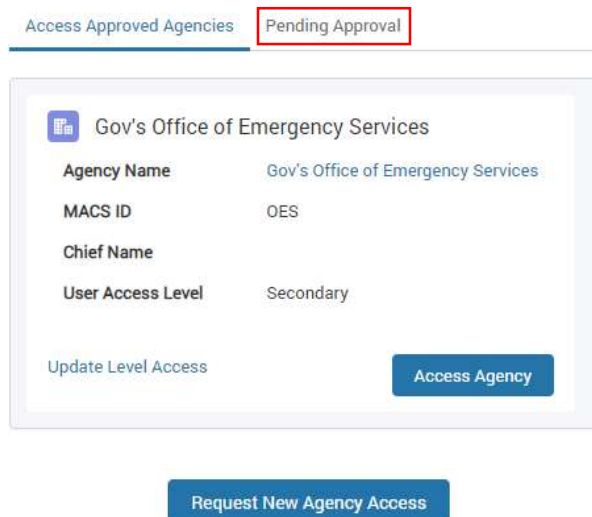 Access Approved Agencies Pending Approval
Gov's Office of Emergency Services
Agency Name Gov's Office of Emergency Services
MACS ID OES
Chief Name
User Access Level Secondary
Update Level Access Access Agency
Request New Agency Access